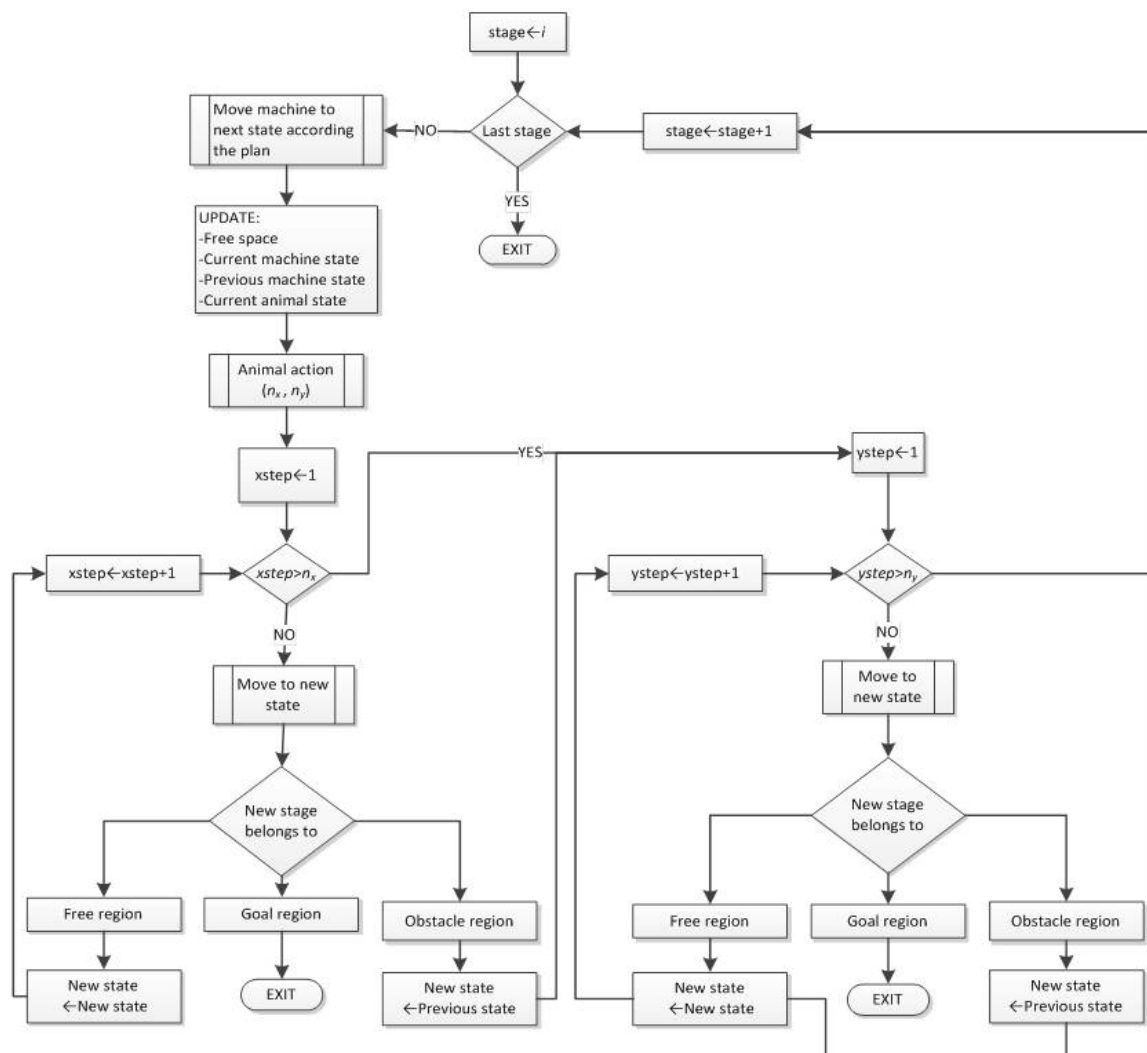 stage←i
Move machine to
next state according
the plan
NO
Last stage
stage←stage+1
YES
EXIT
UPDATE:
-Free space
-Current machine state
-Previous machine state
-Current animal state
Animal action
(nₓ , nᵧ)
xstep←1
YES
ystep←1
xstep←xstep+1
xstep>nₓ
ystep←ystep+1
ystep>nᵧ
NO
NO
Move to new
state
Move to
new state
New stage
belongs to
New stage
belongs to
Free region
Goal region
Obstacle region
Free region
Goal region
Obstacle region
New state
←New state
EXIT
New state
←Previous state
New state
←New state
EXIT
New state
←Previous state